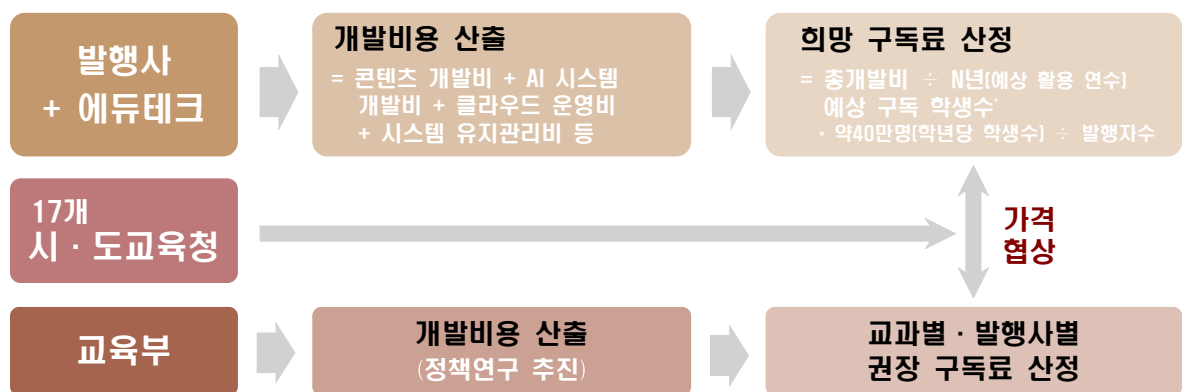 발행사
+ 에듀테크
개발비용 산출
= 콘텐츠 개발비 + AI 시스템
개발비 + 클라우드 운영비
+ 시스템 유지관리비 등
희망 구독료 산정
= 총개발비 ÷ N년(예상 활용 연수)
예상 구독 학생수*
· 약40만명(학년당 학생수) ÷ 발행자수
17개
시 · 도교육청
가격
협상
교육부
개발비용 산출
(정책연구 추진)
교과별 · 발행사별
권장 구독료 산정